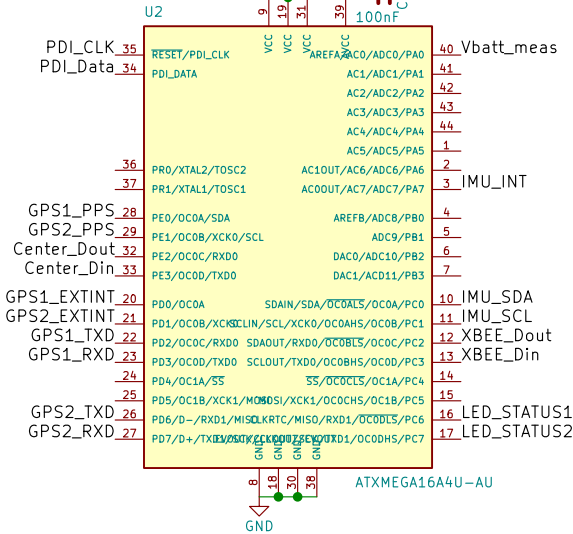 U2
9
19
31
39
C
100nF
VCC
VCC
VCC
VCC
PDI_CLK 35 RESET/PDI_CLK
AREFA/AC0/ADC0/PA0 40 Vbatt_meas
PDI_Data 34 PDI_DATA
AC1/ADC1/PA1 41
AC2/ADC2/PA2 42
AC3/ADC3/PA3 43
AC4/ADC4/PA4 44
AC5/ADC5/PA5 1
36 PR0/XTAL2/TOSC2
AC1OUT/AC6/ADC6/PA6 2
37 PR1/XTAL1/TOSC1
AC0OUT/AC7/ADC7/PA7 3 IMU_INT
GPS1_PPS 28 PE0/OC0A/SDA
AREFB/ADC8/PB0 4
GPS2_PPS 29 PE1/OC0B/XCK0/SCL
ADC9/PB1 5
Center_Dout 32 PE2/OC0C/RXD0
DAC0/ADC10/PB2 6
Center_Din 33 PE3/OC0D/TXD0
DAC1/ACD11/PB3 7
GPS1_EXTINT 20 PD0/OC0A
SDAIN/SDA/OC0ALS/OC0A/PC0 10 IMU_SDA
GPS2_EXTINT 21 PD1/OC0B/XCK0
SCLIN/SCL/XCK0/OC0AHS/OC0B/PC1 11 IMU_SCL
GPS1_TXD 22 PD2/OC0C/RXD0
SDAOUT/RXD0/OC0BLS/OC0C/PC2 12 XBEE_Dout
GPS1_RXD 23 PD3/OC0D/TXD0
SCLOUT/TXD0/OC0BHS/OC0D/PC3 13 XBEE_Din
24 PD4/OC1A/SS
SS/OC0CLS/OC1A/PC4 14
25 PD5/OC1B/XCK1/MOSI
MOSI/XCK1/OC0CHS/OC1B/PC5 15
GPS2_TXD 26 PD6/D-/RXD1/MISO
CLKRTC/MISO/RXD1/OC0DLS/PC6 16 LED_STATUS1
GPS2_RXD 27 PD7/D+/TXD1/
/OC0DHS/PC7 17 LED_STATUS2
GND
GND
GND
GND
8
18
30
38
ATXMEGA16A4U-AU
GND